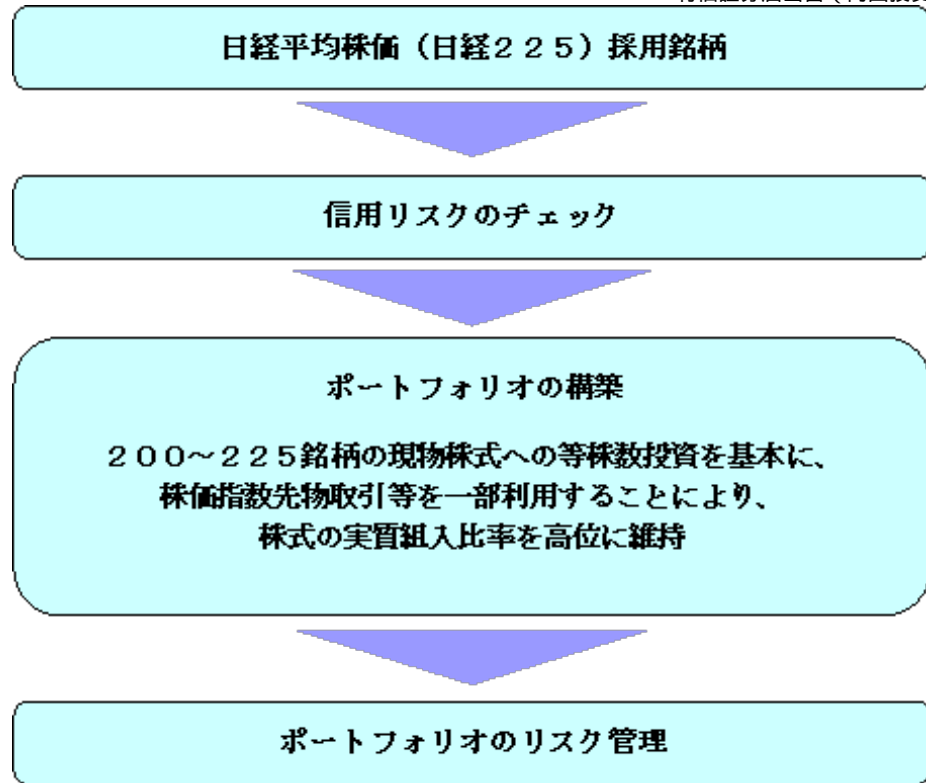 日経平均株価（日経２２５）採用銘柄
信用リスクのチェック
ポートフォリオの構築
２００～２２５銘柄の現物株式への等株数投資を基本に、
株価指数先物取引等を一部利用することにより、
株式の実質組入比率を高位に維持
ポートフォリオのリスク管理